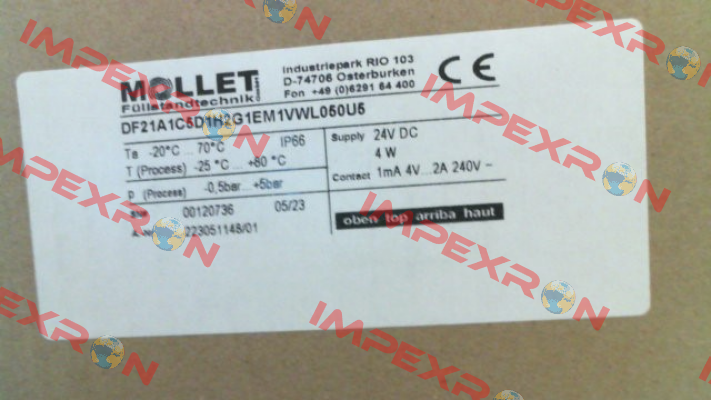 MOLLET
Füllstandtechnik GmbH
Industriepark RIO 103
D-74706 Osterburken
Fon +49 (0)6291 64 400
CE
DF21A1C5D1H2G1EM1VWL050U5
Ta -20°C ... 70°C IP66
T (Process) -25 °C ... +80 °C
p (Process) -0,5bar ... +5bar
00120736 05/23
223051148/01
Supply 24V DC
4 W
Contact 1mA 4V ... 2A 240V ~
oben top arriba haut
IMPEXRON
IMPEXRON
IMPEXRON
IMPEXRON
IMPEXRON